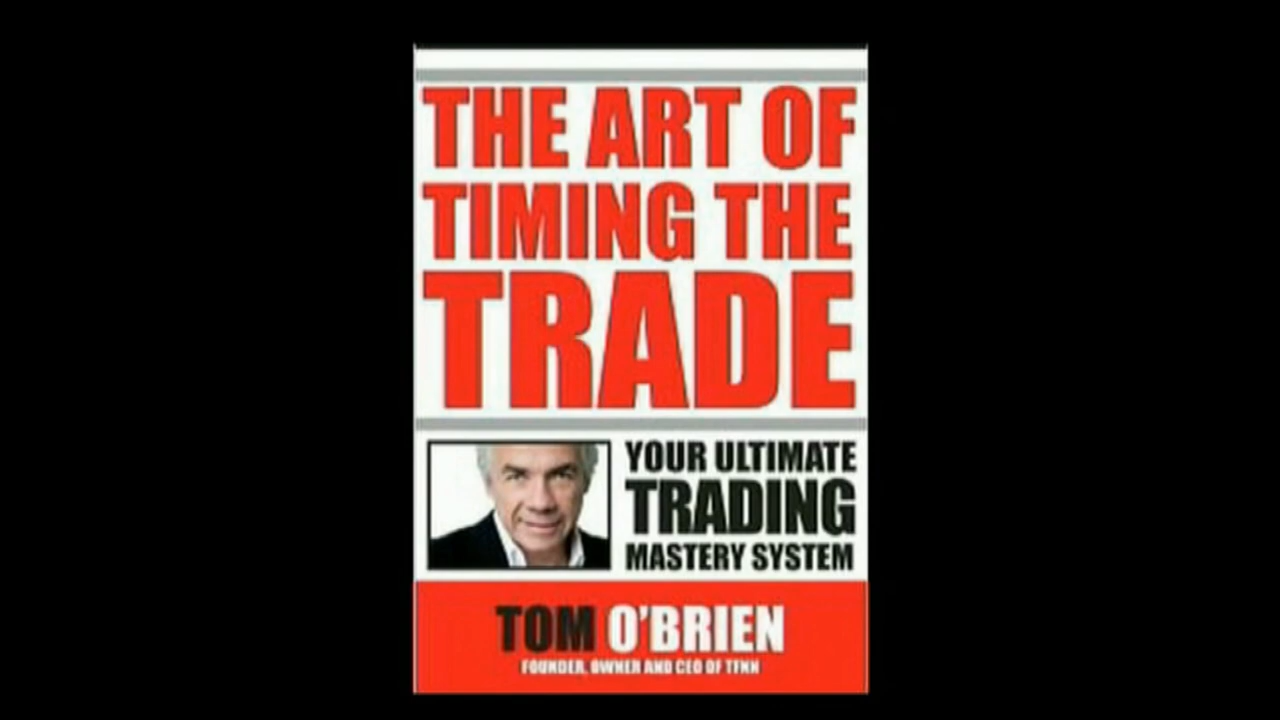 THE ART OF
TIMING THE
TRADE
YOUR ULTIMATE
TRADING
MASTERY SYSTEM
TOM O'BRIEN
FOUNDER, OWNER AND CEO OF TFNN